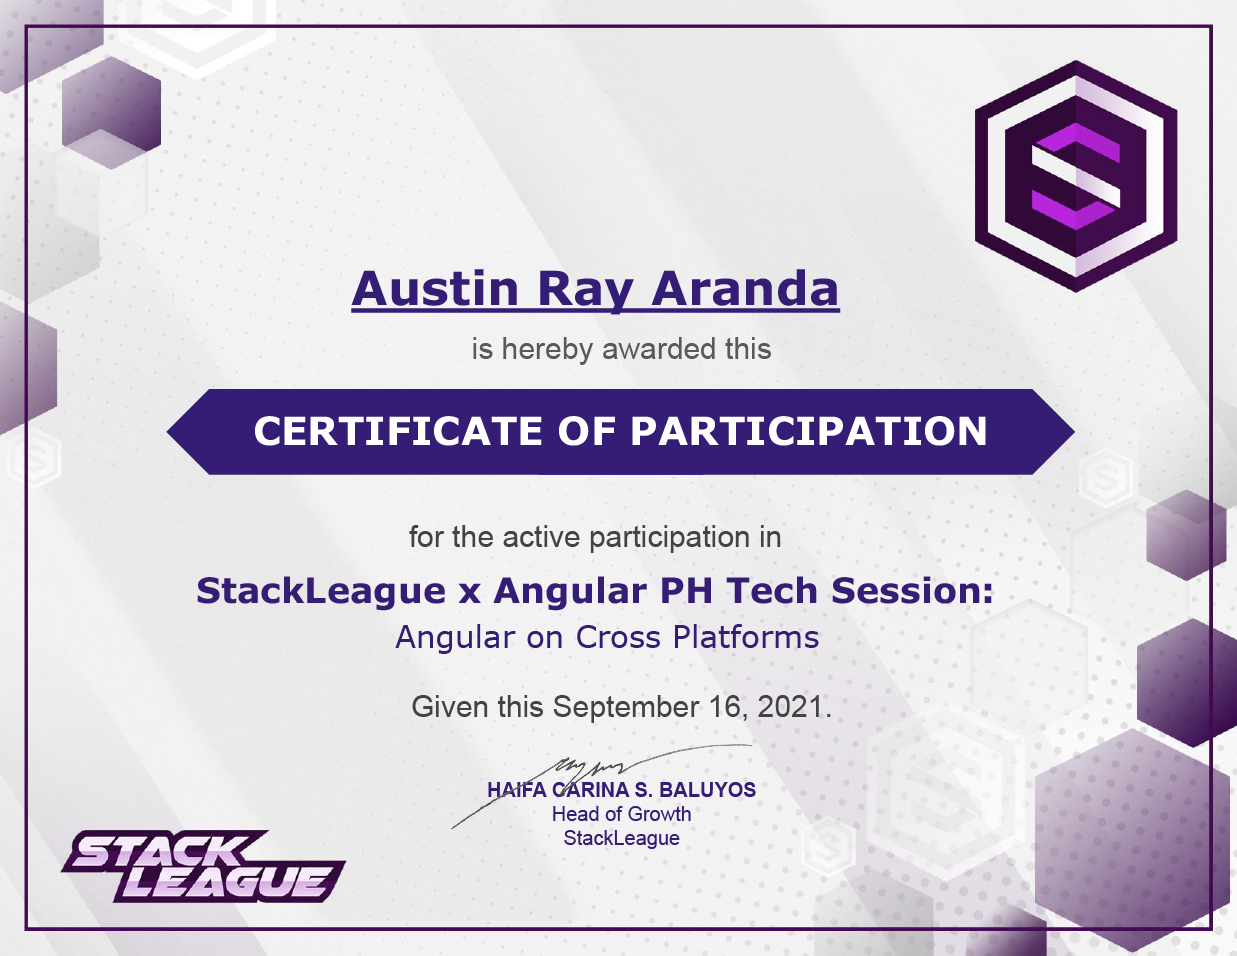 Austin Ray Aranda
is hereby awarded this
CERTIFICATE OF PARTICIPATION
for the active participation in
StackLeague x Angular PH Tech Session:
Angular on Cross Platforms
Given this September 16, 2021.
HAIFA CARINA S. BALUYOS
Head of Growth
StackLeague
STACK
LEAGUE